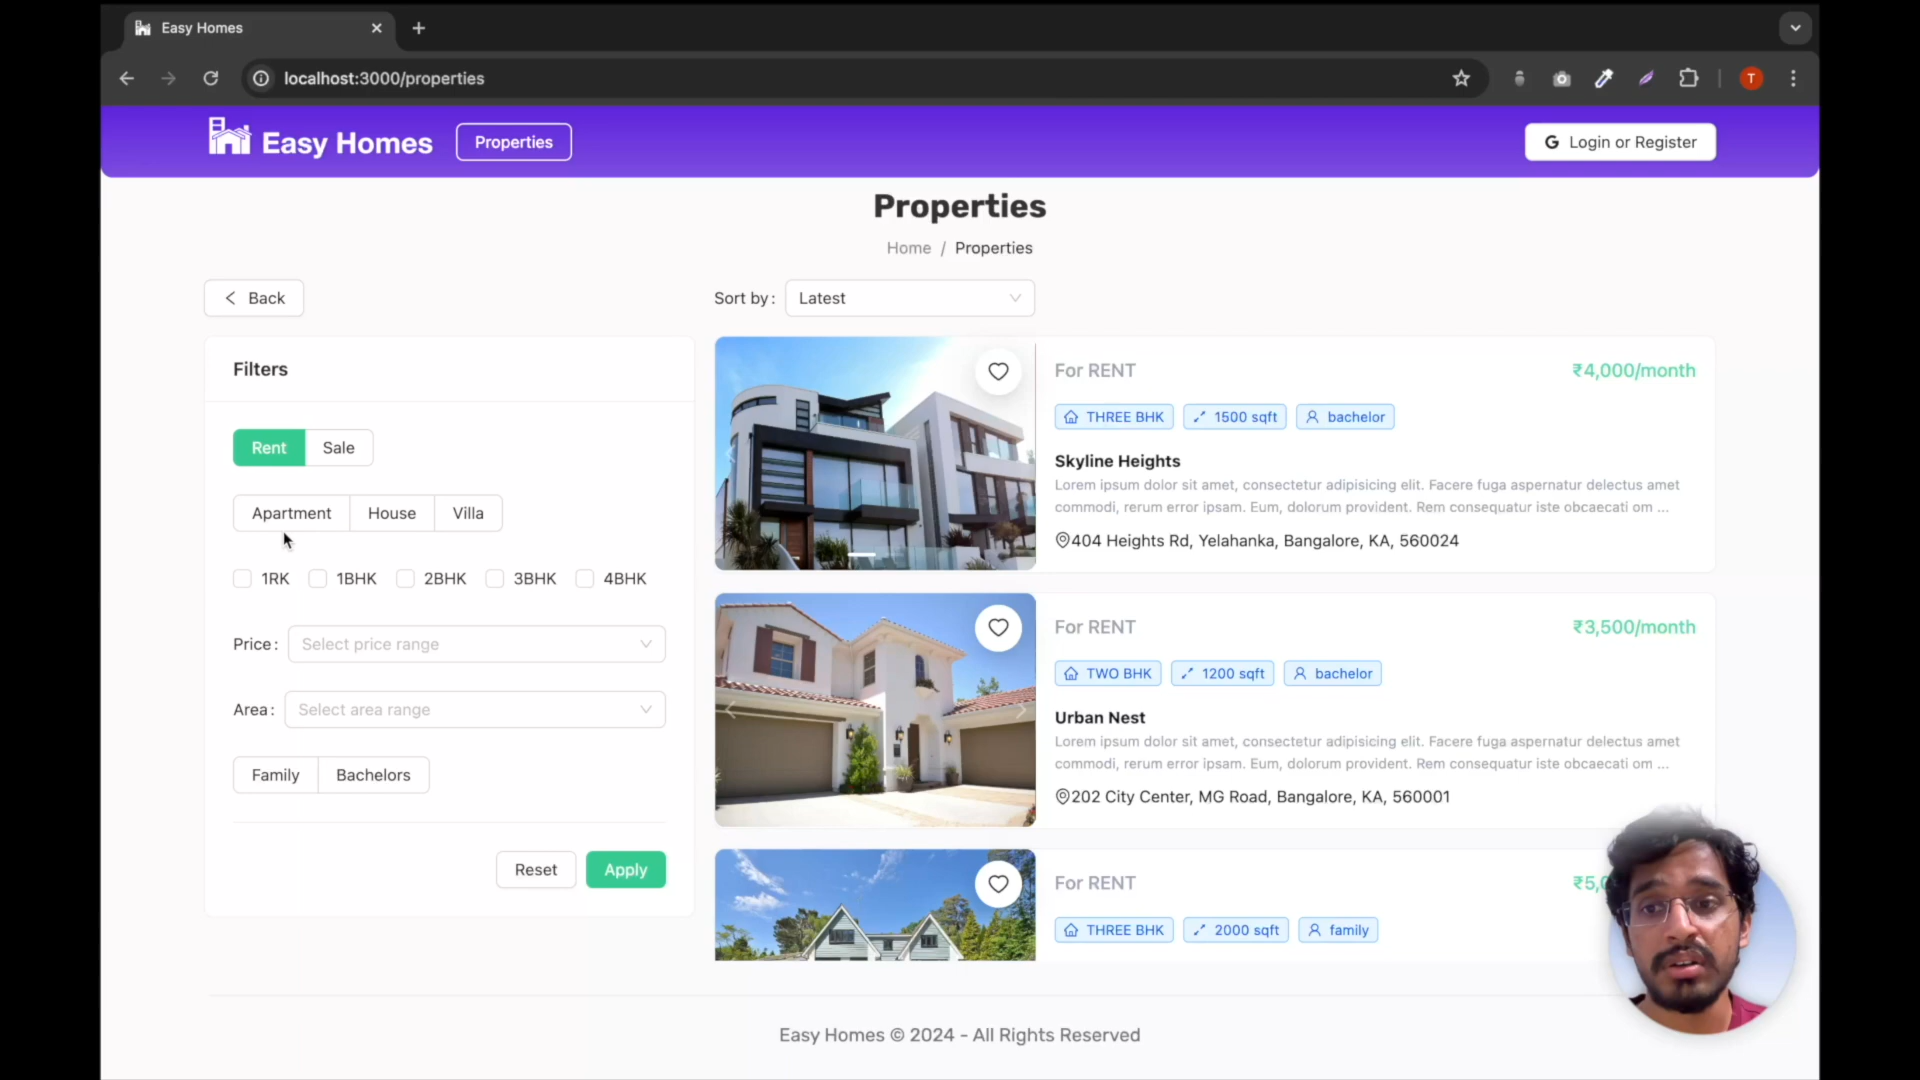 Easy Homes
localhost:3000/properties
T
Easy Homes
Properties
G Login or Register
Properties
Home / Properties
Back
Sort by : Latest
Filters
Rent Sale
Apartment House Villa
1RK 1BHK 2BHK 3BHK 4BHK
Price : Select price range
Area : Select area range
Family Bachelors
Reset Apply
For RENT ₹4,000/month
THREE BHK 1500 sqft bachelor
Skyline Heights
Lorem ipsum dolor sit amet, consectetur adipisicing elit. Facere fuga aspernatur delectus amet
commodi, rerum error ipsam. Eum, dolorum provident. Rem consequatur iste obcaecati om ...
404 Heights Rd, Yelahanka, Bangalore, KA, 560024
For RENT ₹3,500/month
TWO BHK 1200 sqft bachelor
Urban Nest
Lorem ipsum dolor sit amet, consectetur adipisicing elit. Facere fuga aspernatur delectus amet
commodi, rerum error ipsam. Eum, dolorum provident. Rem consequatur iste obcaecati om ...
202 City Center, MG Road, Bangalore, KA, 560001
For RENT
THREE BHK 2000 sqft family
Easy Homes © 2024 - All Rights Reserved